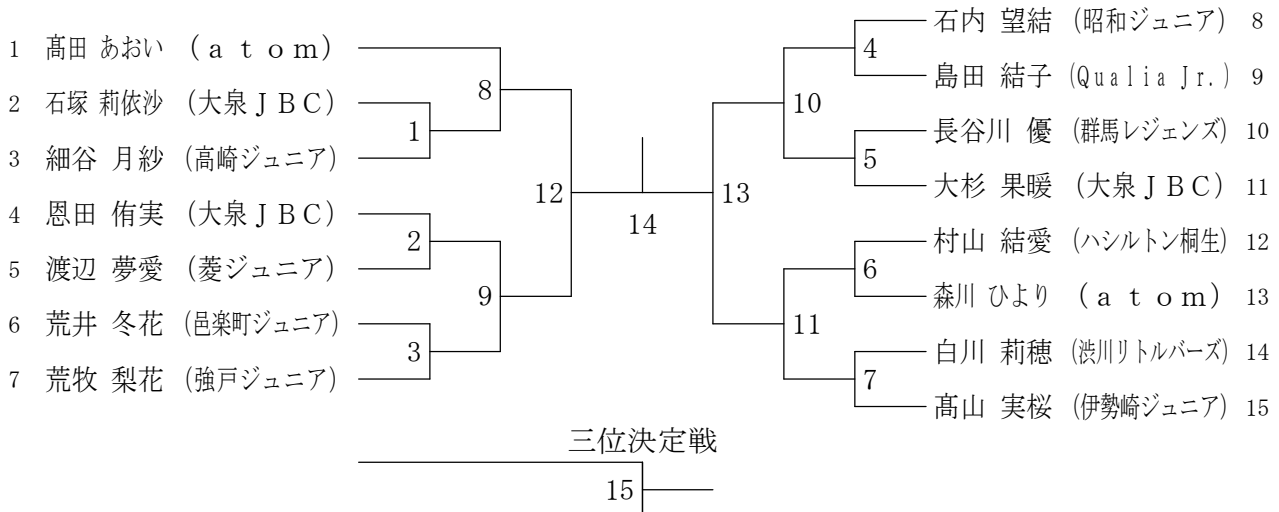 1 髙田 あおい (ａｔｏｍ)
2 石塚 莉依沙 (大泉ＪＢＣ)
3 細谷 月紗 (高崎ジュニア)
4 恩田 侑実 (大泉ＪＢＣ)
5 渡辺 夢愛 (菱ジュニア)
6 荒井 冬花 (邑楽町ジュニア)
7 荒牧 梨花 (強戸ジュニア)
8
1
12
2
9
3
14
13
10
4
5
11
6
7
石内 望結 (昭和ジュニア) 8
島田 結子 (Qualia Jr.) 9
長谷川 優 (群馬レジェンズ) 10
大杉 果暖 (大泉ＪＢＣ) 11
村山 結愛 (ハシルトン桐生) 12
森川 ひより (ａｔｏｍ) 13
白川 莉穂 (渋川リトルバーズ) 14
髙山 実桜 (伊勢崎ジュニア) 15
三位決定戦
15